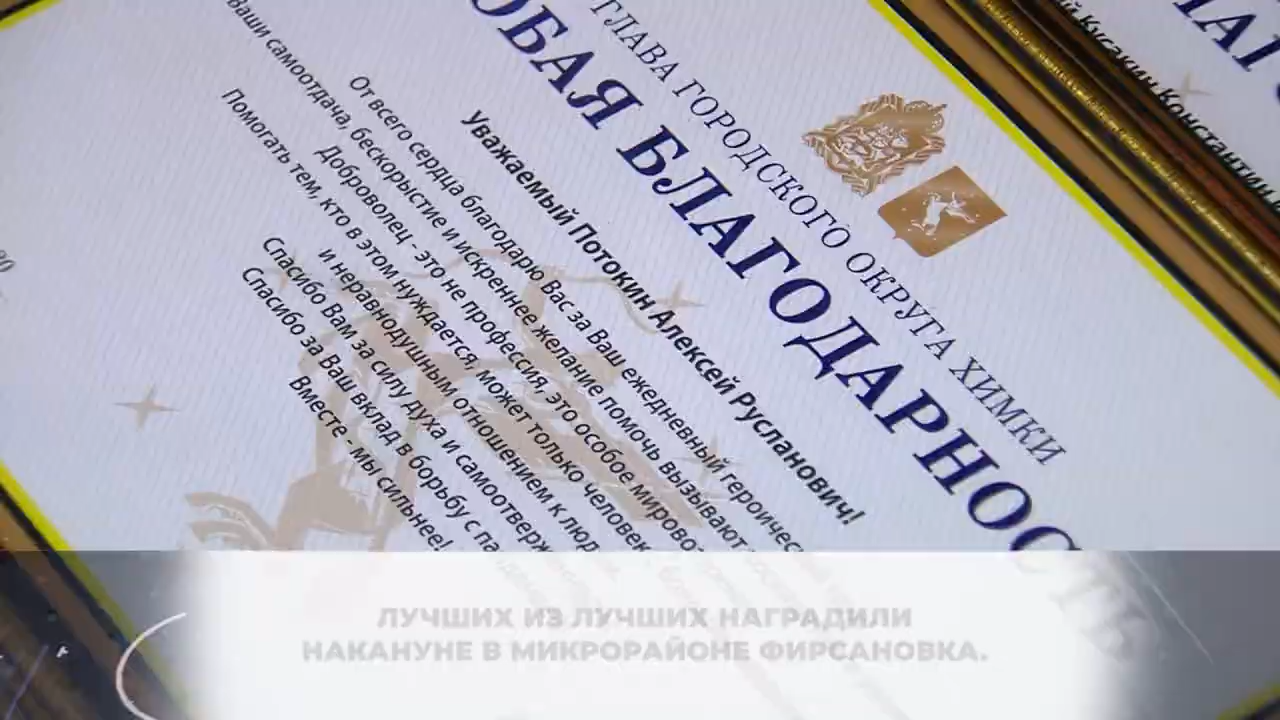 ГЛАВА ГОРОДСКОГО ОКРУГА ХИМКИ
ОБАЯ БЛАГОДАРНОСТЬ
Уважаемый Потокин Алексей Русланович!
От всего сердца благодарю Вас за Ваш ежедневный героичес
Ваши самоотдача, бескорыстие и искреннее желание помочь вызывают
Доброволец - это не профессия, это особое мирово
Помогать тем, кто в этом нуждается, может только человек
и неравнодушным отношением к люд
Спасибо Вам за силу духа и самоотверж
Спасибо за Ваш вклад в борьбу с па
Вместе - мы сильнее!
й Кусакин Константин
ЛУЧШИХ ИЗ ЛУЧШИХ НАГРАДИЛИ
НАКАНУНЕ В МИКРОРАЙОНЕ ФИРСАНОВКА.